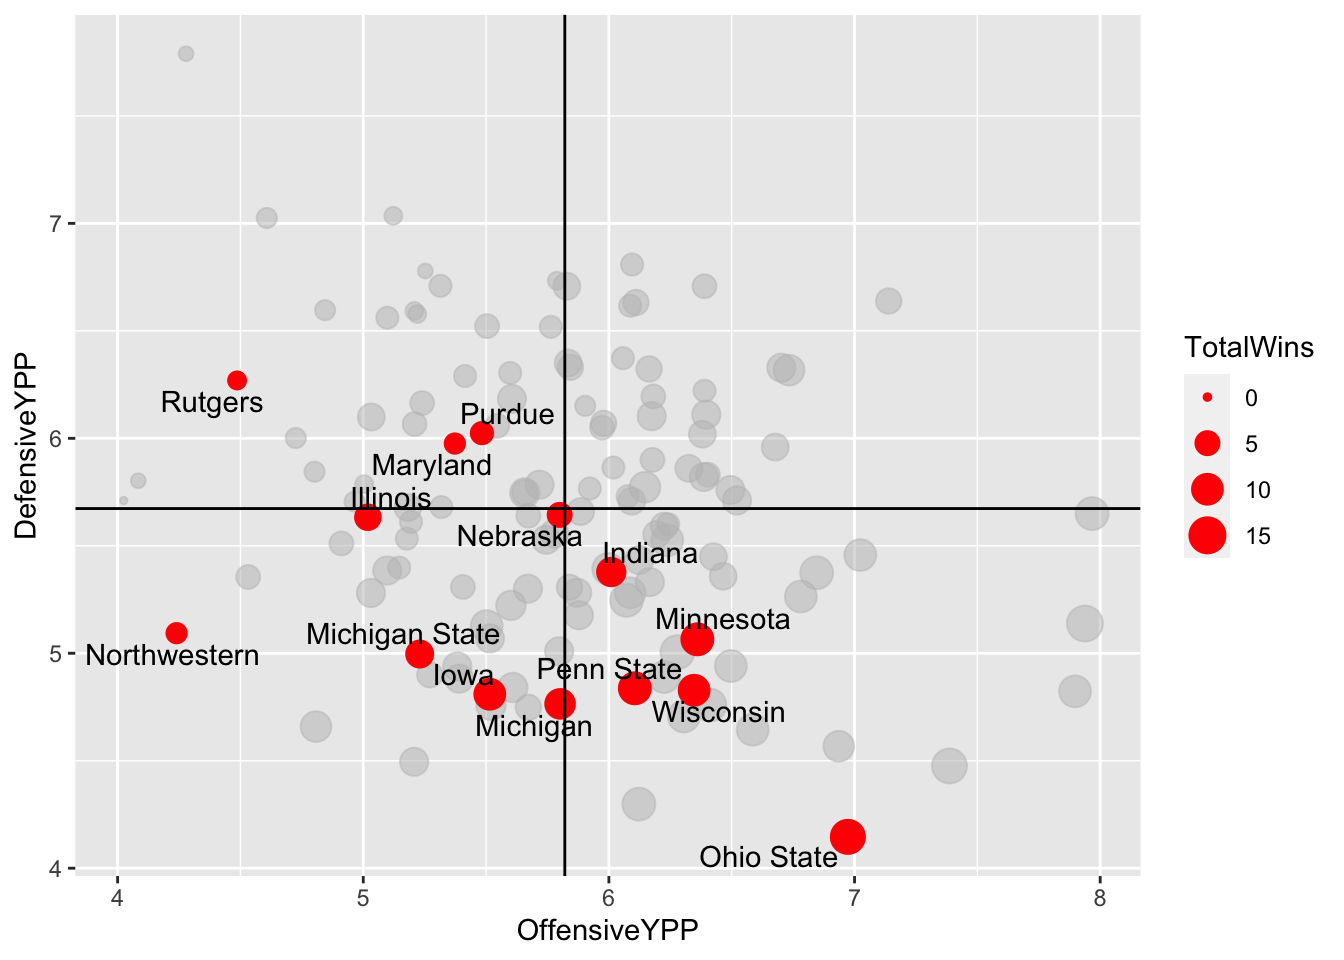 DefensiveYPP
7
6
5
4
Rutgers
Purdue
Maryland
Illinois
Nebraska
Indiana
Minnesota
Michigan State
Northwestern
Penn State
Iowa
Wisconsin
Michigan
Ohio State
4
5
6
7
8
OffensiveYPP
TotalWins
0
5
10
15